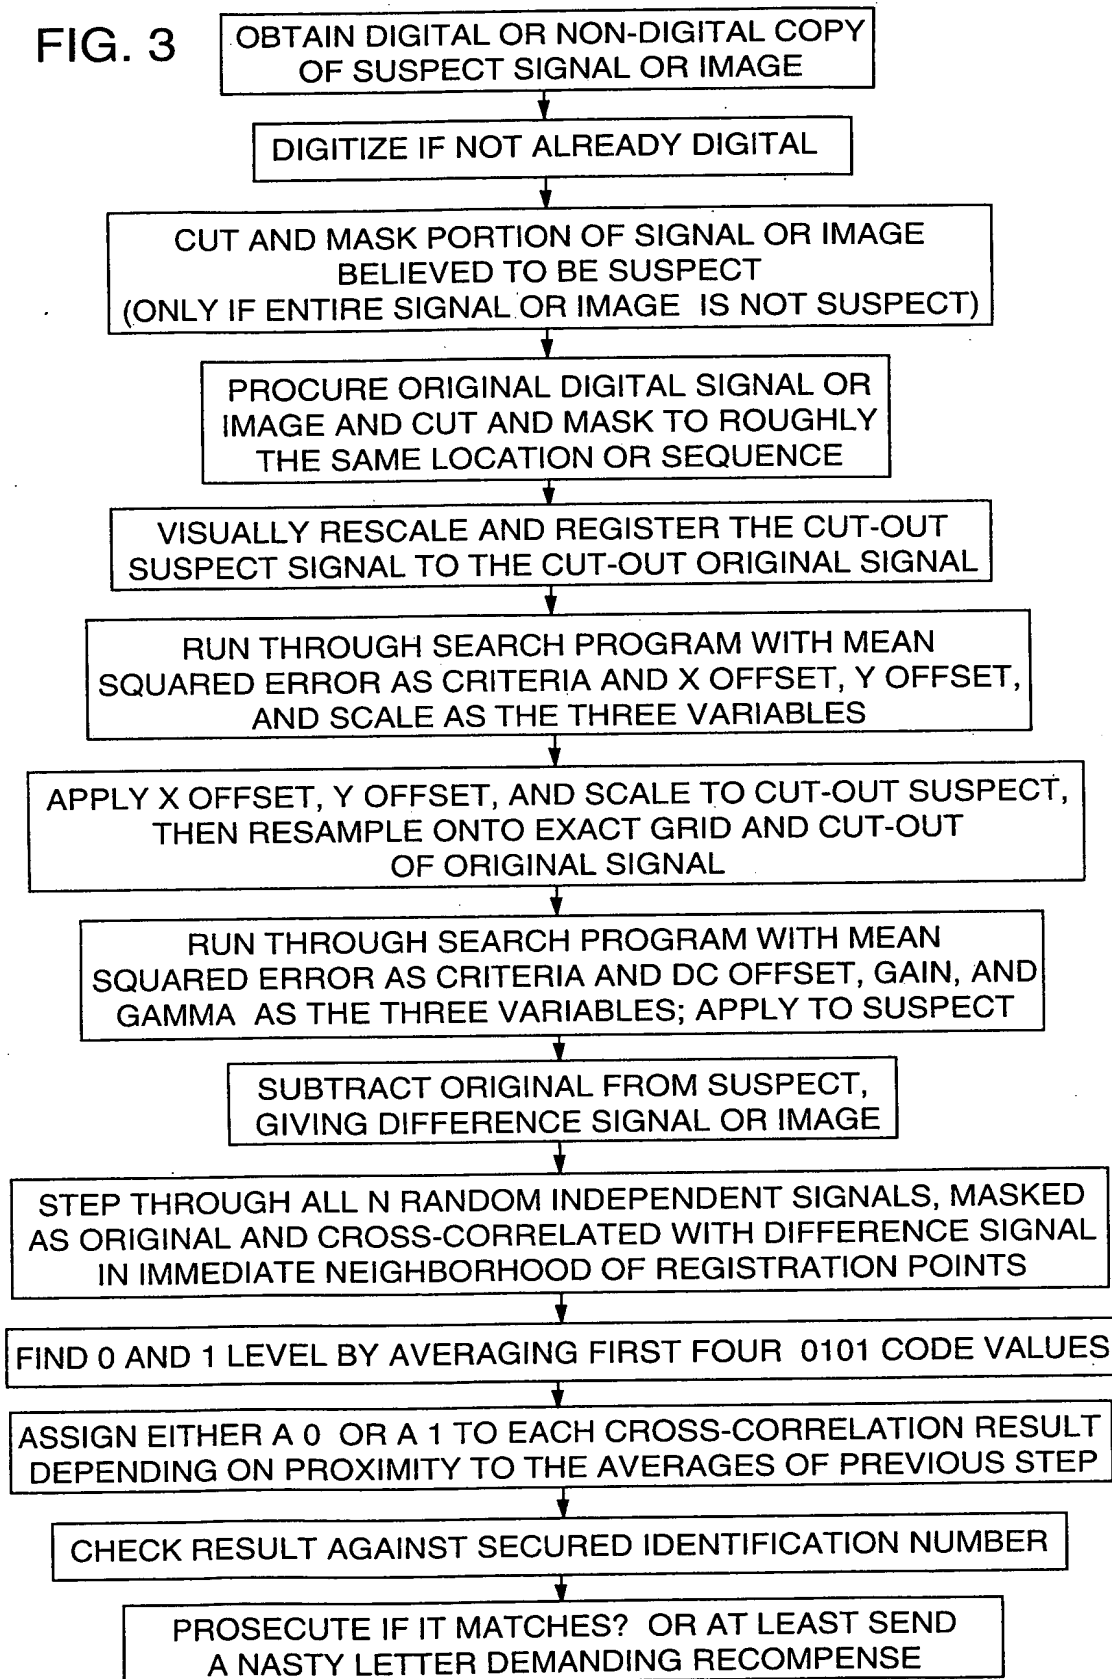 FIG. 3
OBTAIN DIGITAL OR NON-DIGITAL COPY
OF SUSPECT SIGNAL OR IMAGE
DIGITIZE IF NOT ALREADY DIGITAL
CUT AND MASK PORTION OF SIGNAL OR IMAGE
BELIEVED TO BE SUSPECT
(ONLY IF ENTIRE SIGNAL OR IMAGE IS NOT SUSPECT)
PROCURE ORIGINAL DIGITAL SIGNAL OR
IMAGE AND CUT AND MASK TO ROUGHLY
THE SAME LOCATION OR SEQUENCE
VISUALLY RESCALE AND REGISTER THE CUT-OUT
SUSPECT SIGNAL TO THE CUT-OUT ORIGINAL SIGNAL
RUN THROUGH SEARCH PROGRAM WITH MEAN
SQUARED ERROR AS CRITERIA AND X OFFSET, Y OFFSET,
AND SCALE AS THE THREE VARIABLES
APPLY X OFFSET, Y OFFSET, AND SCALE TO CUT-OUT SUSPECT,
THEN RESAMPLE ONTO EXACT GRID AND CUT-OUT
OF ORIGINAL SIGNAL
RUN THROUGH SEARCH PROGRAM WITH MEAN
SQUARED ERROR AS CRITERIA AND DC OFFSET, GAIN, AND
GAMMA AS THE THREE VARIABLES; APPLY TO SUSPECT
SUBTRACT ORIGINAL FROM SUSPECT,
GIVING DIFFERENCE SIGNAL OR IMAGE
STEP THROUGH ALL N RANDOM INDEPENDENT SIGNALS, MASKED
AS ORIGINAL AND CROSS-CORRELATED WITH DIFFERENCE SIGNAL
IN IMMEDIATE NEIGHBORHOOD OF REGISTRATION POINTS
FIND 0 AND 1 LEVEL BY AVERAGING FIRST FOUR 0101 CODE VALUES
ASSIGN EITHER A 0 OR A 1 TO EACH CROSS-CORRELATION RESULT
DEPENDING ON PROXIMITY TO THE AVERAGES OF PREVIOUS STEP
CHECK RESULT AGAINST SECURED IDENTIFICATION NUMBER
PROSECUTE IF IT MATCHES? OR AT LEAST SEND
A NASTY LETTER DEMANDING RECOMPENSE